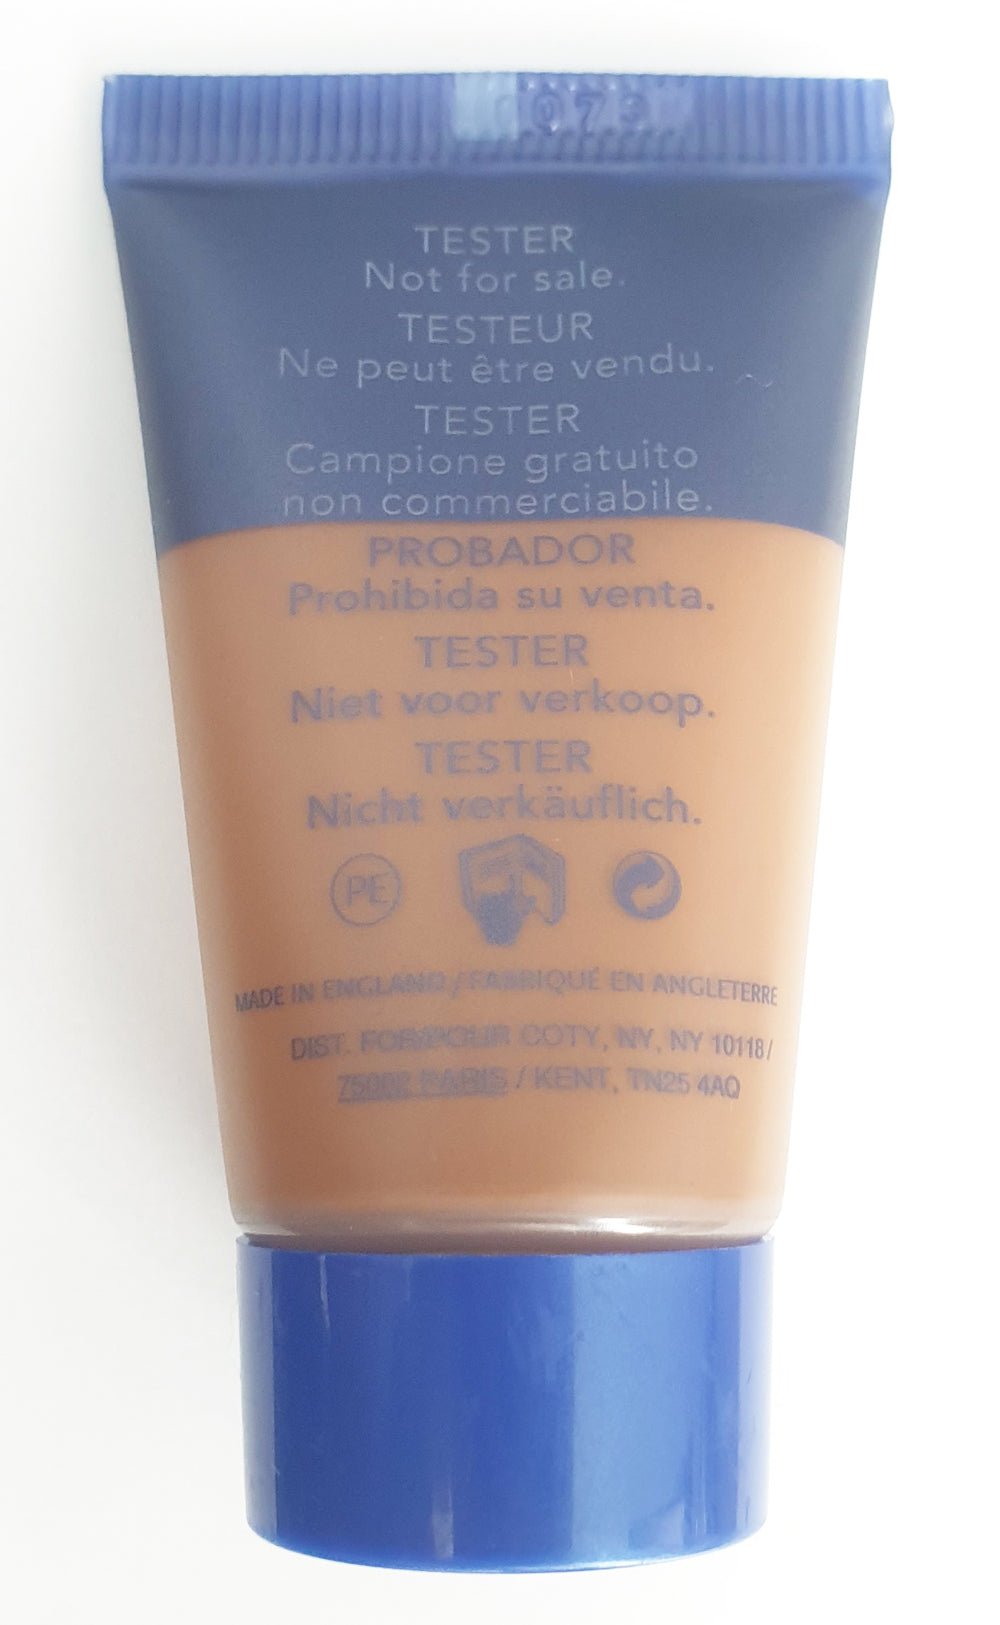 TESTER
Not for sale.
TESTEUR
Ne peut être vendu.
TESTER
Campione gratuito
non commerciabile.
PROBADOR
Prohibida su venta.
TESTER
Niet voor verkoop.
TESTER
Nicht verkäuflich.
PE
MADE IN ENGLAND / FABRIQUÉ EN ANGLETERRE
DIST. FOR/POUR COTY, NY, NY 10118/
75002 PARIS / KENT, TN25 4AQ